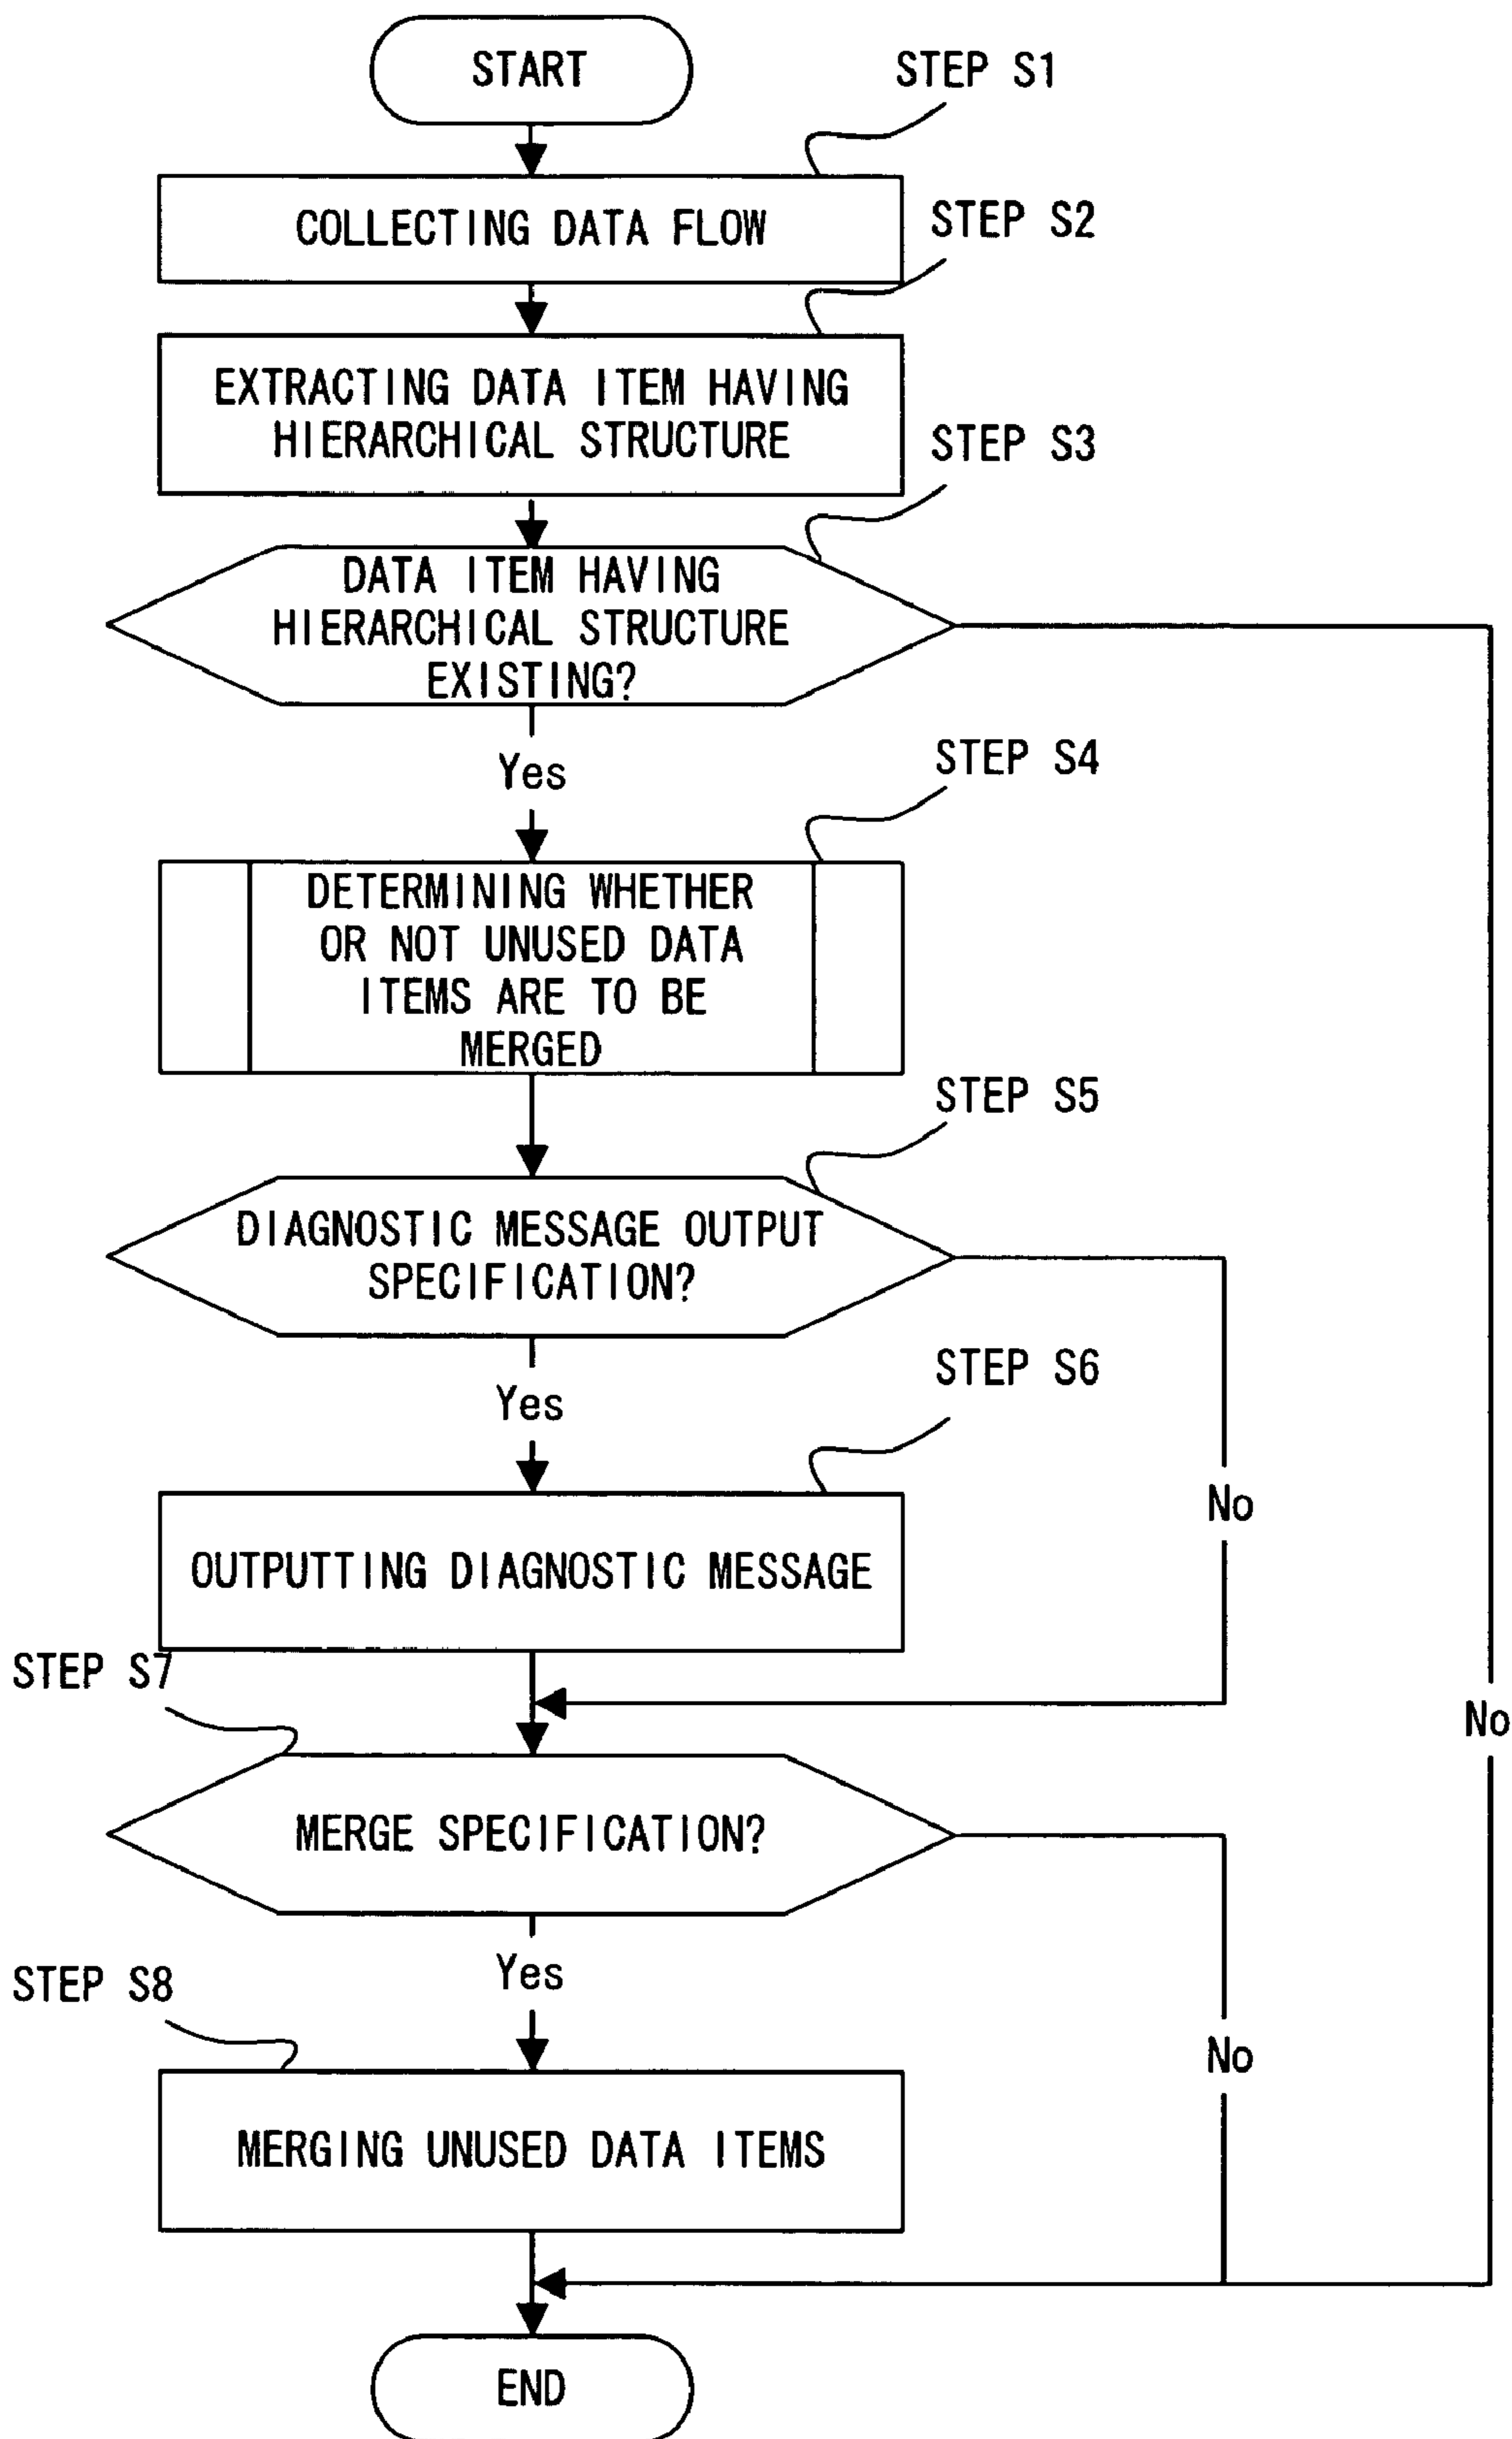 START
STEP S1
COLLECTING DATA FLOW
STEP S2
EXTRACTING DATA ITEM HAVING
HIERARCHICAL STRUCTURE
STEP S3
DATA ITEM HAVING
HIERARCHICAL STRUCTURE
EXISTING?
Yes
STEP S4
DETERMINING WHETHER
OR NOT UNUSED DATA
ITEMS ARE TO BE
MERGED
STEP S5
DIAGNOSTIC MESSAGE OUTPUT
SPECIFICATION?
STEP S6
Yes
No
OUTPUTTING DIAGNOSTIC MESSAGE
STEP S7
No
MERGE SPECIFICATION?
Yes
STEP S8
No
MERGING UNUSED DATA ITEMS
END